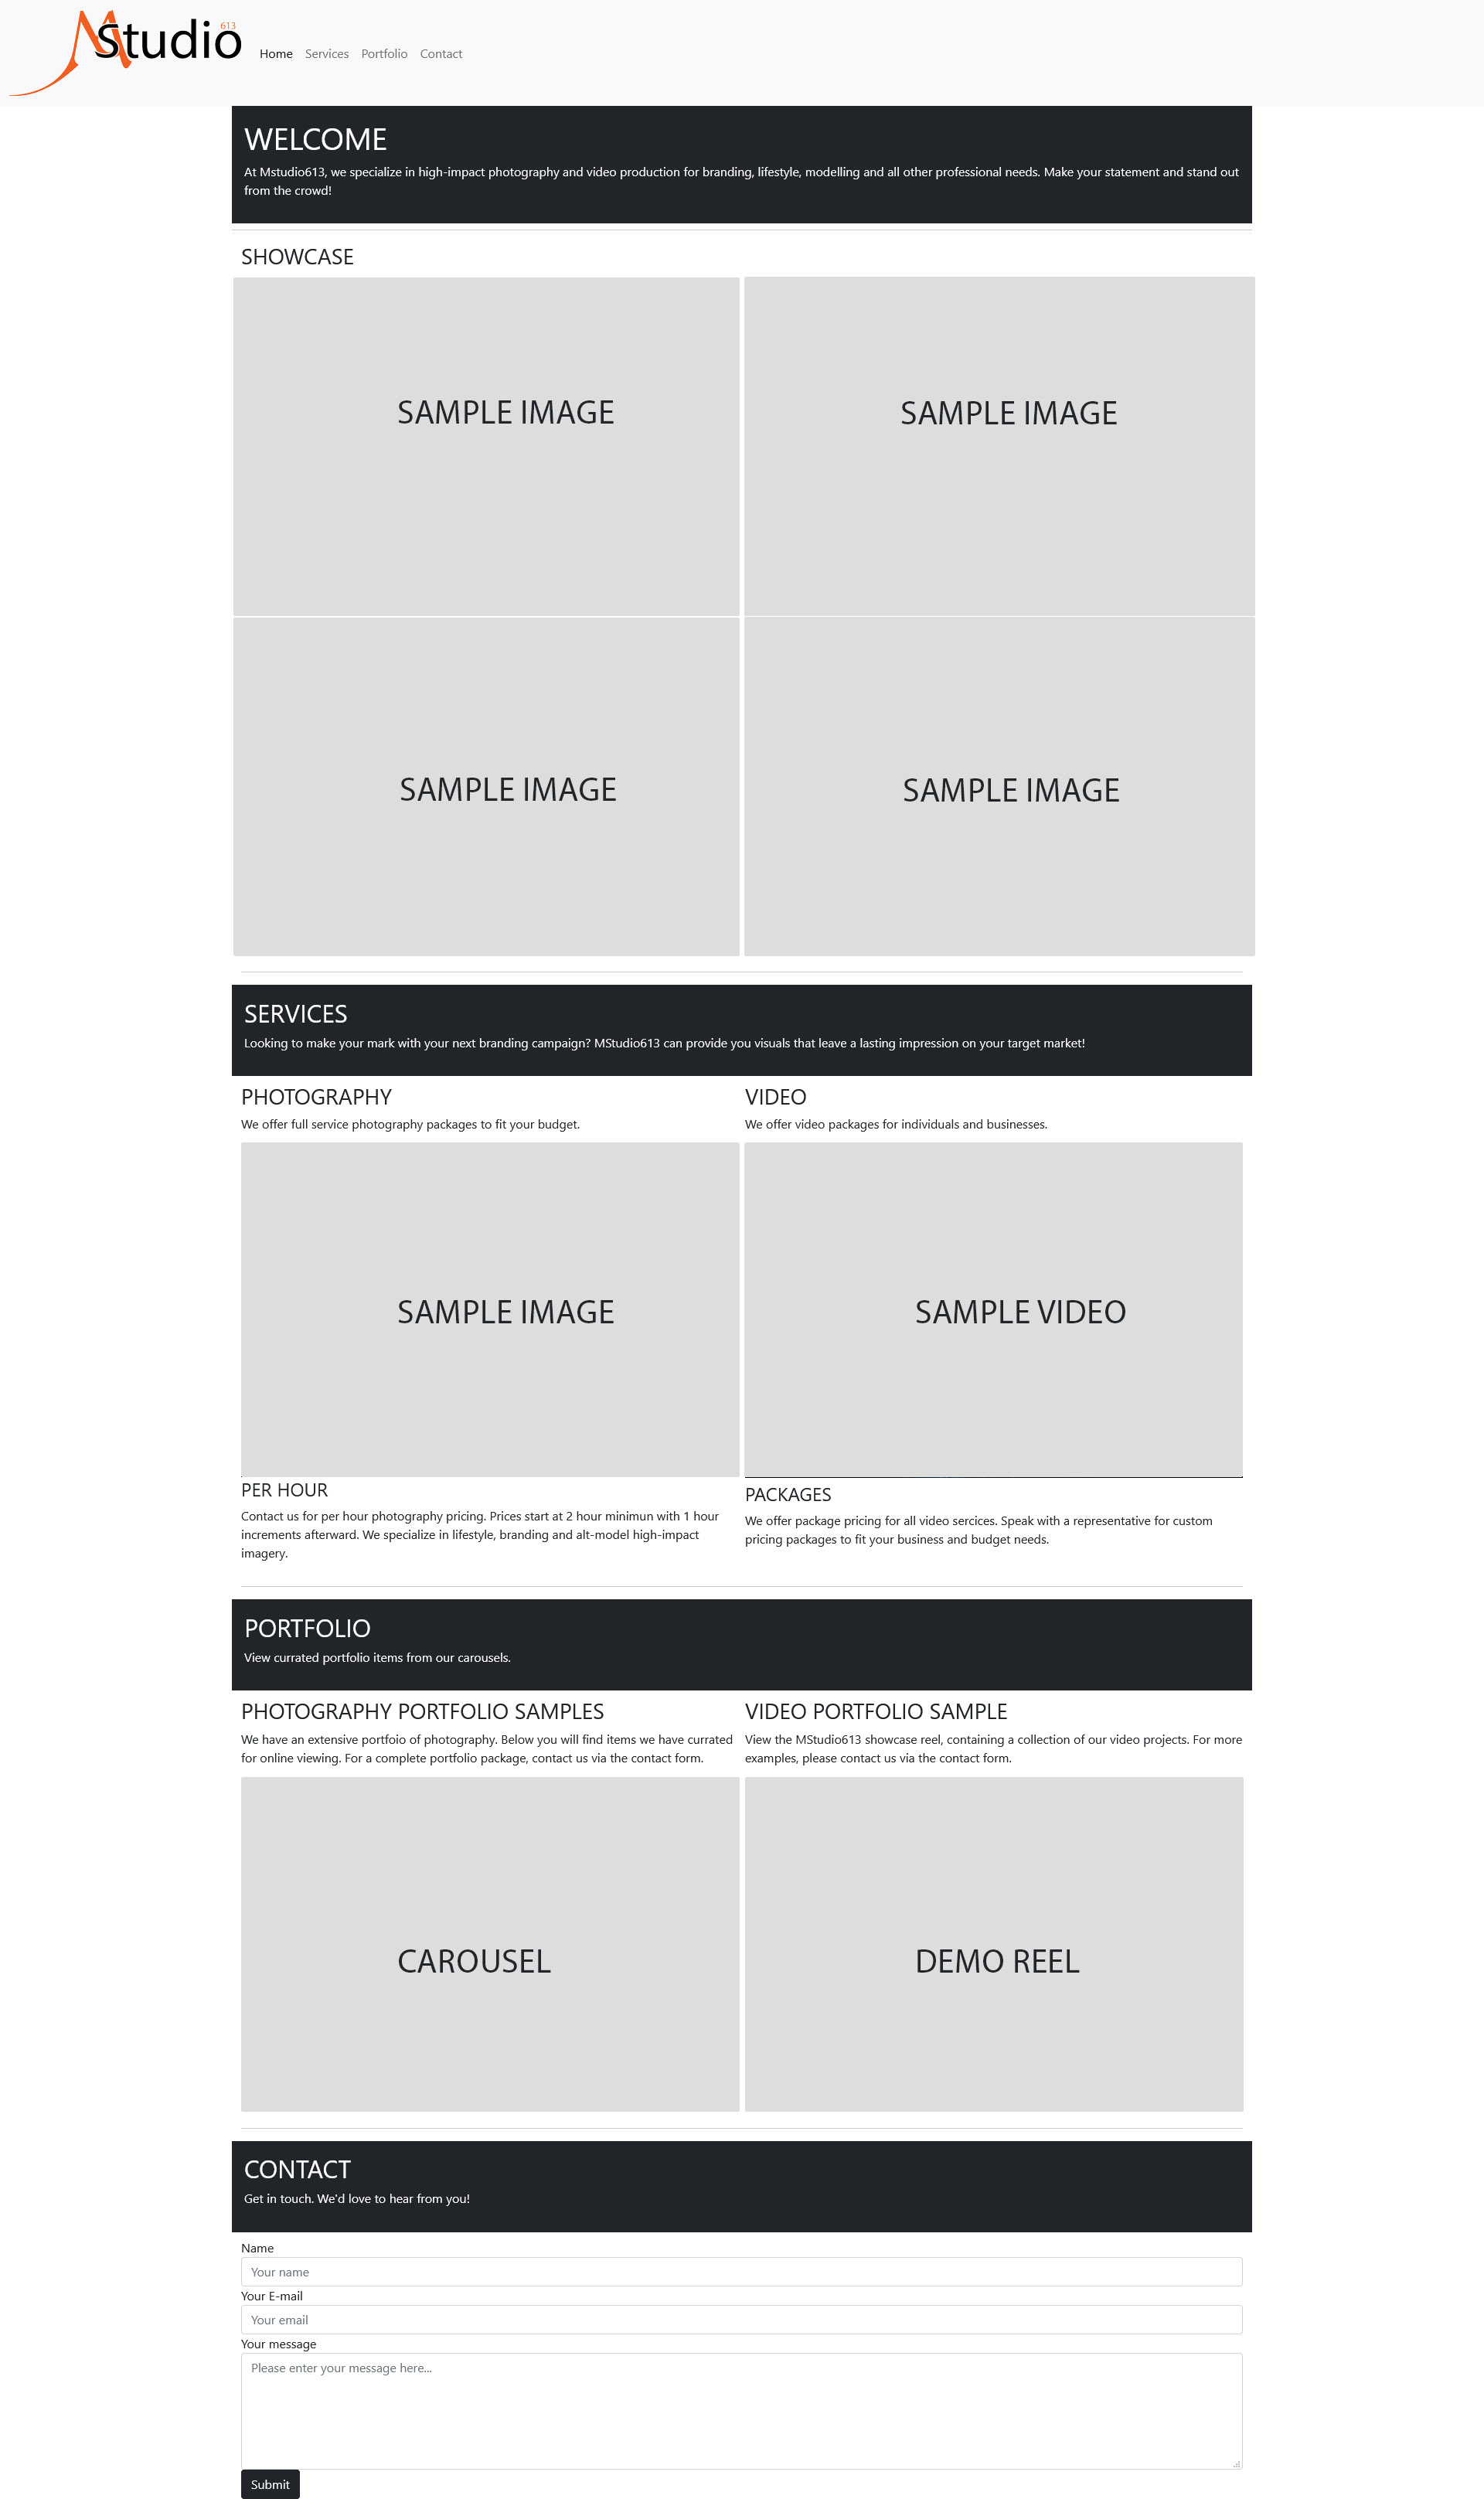 MStudio 613
Home Services Portfolio Contact
WELCOME
At Mstudio613, we specialize in high-impact photography and video production for branding, lifestyle, modelling and all other professional needs. Make your statement and stand out
from the crowd!
SHOWCASE
SAMPLE IMAGE
SAMPLE IMAGE
SAMPLE IMAGE
SAMPLE IMAGE
SERVICES
Looking to make your mark with your next branding campaign? MStudio613 can provide you visuals that leave a lasting impression on your target market!
PHOTOGRAPHY
We offer full service photography packages to fit your budget.
VIDEO
We offer video packages for individuals and businesses.
SAMPLE IMAGE
SAMPLE VIDEO
PER HOUR
Contact us for per hour photography pricing. Prices start at 2 hour minimun with 1 hour
increments afterward. We specialize in lifestyle, branding and alt-model high-impact
imagery.
PACKAGES
We offer package pricing for all video sercices. Speak with a representative for custom
pricing packages to fit your business and budget needs.
PORTFOLIO
View currated portfolio items from our carousels.
PHOTOGRAPHY PORTFOLIO SAMPLES
We have an extensive portfoio of photography. Below you will find items we have currated
for online viewing. For a complete portfolio package, contact us via the contact form.
VIDEO PORTFOLIO SAMPLE
View the MStudio613 showcase reel, containing a collection of our video projects. For more
examples, please contact us via the contact form.
CAROUSEL
DEMO REEL
CONTACT
Get in touch. We'd love to hear from you!
Name
Your name
Your E-mail
Your email
Your message
Please enter your message here...
Submit